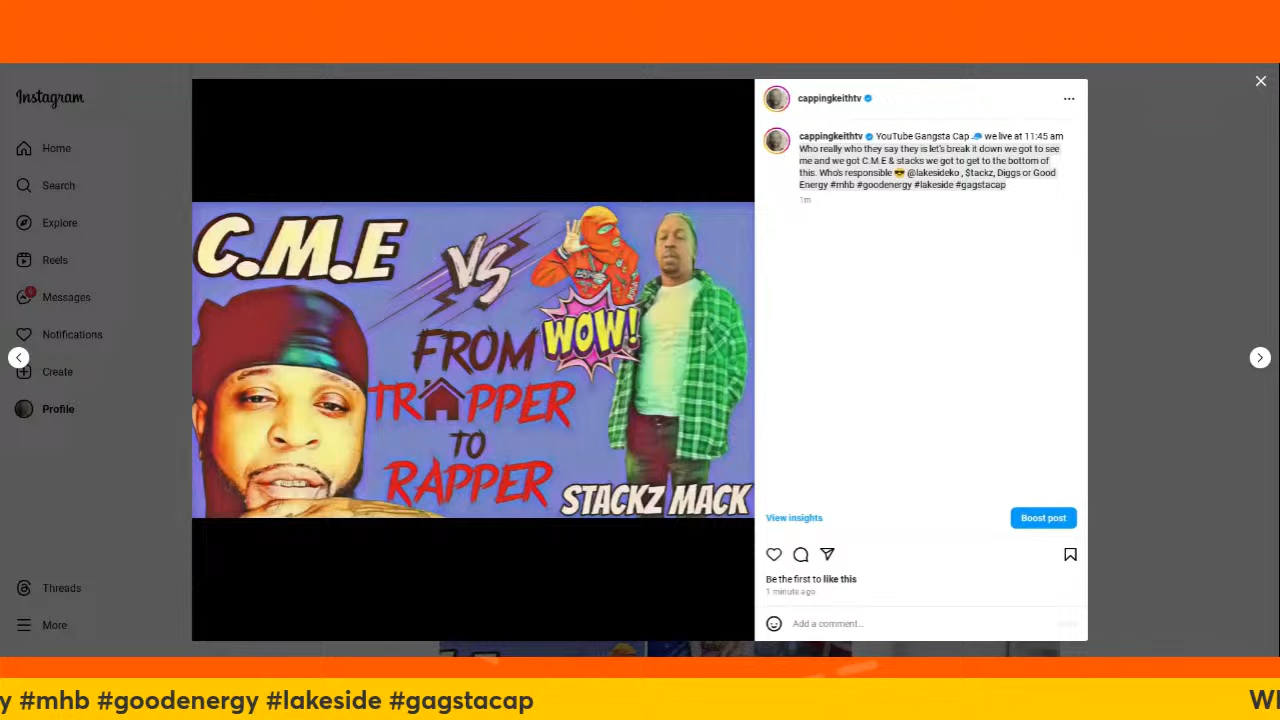 Instagram
Home
Search
Explore
Reels
Messages
Notifications
Create
Profile
Threads
More
C.M.E
VS
WOW!
FROM
TRAPPER
TO
RAPPER
STACKZ MACK
cappingkeithtv
cappingkeithtv YouTube Gangsta Cap 🧢 we live at 11:45 am
Who really who they say they is let's break it down we got to see
me and we got C.M.E & stacks we got to get to the bottom of
this. Who's responsible 😎 @lakesideko , $tackz, Diggs or Good
Energy #mhb #goodenergy #lakeside #gagstacap
1m
View insights
Boost post
Be the first to like this
1 minute ago
Add a comment...
y #mhb #goodenergy #lakeside #gagstacap